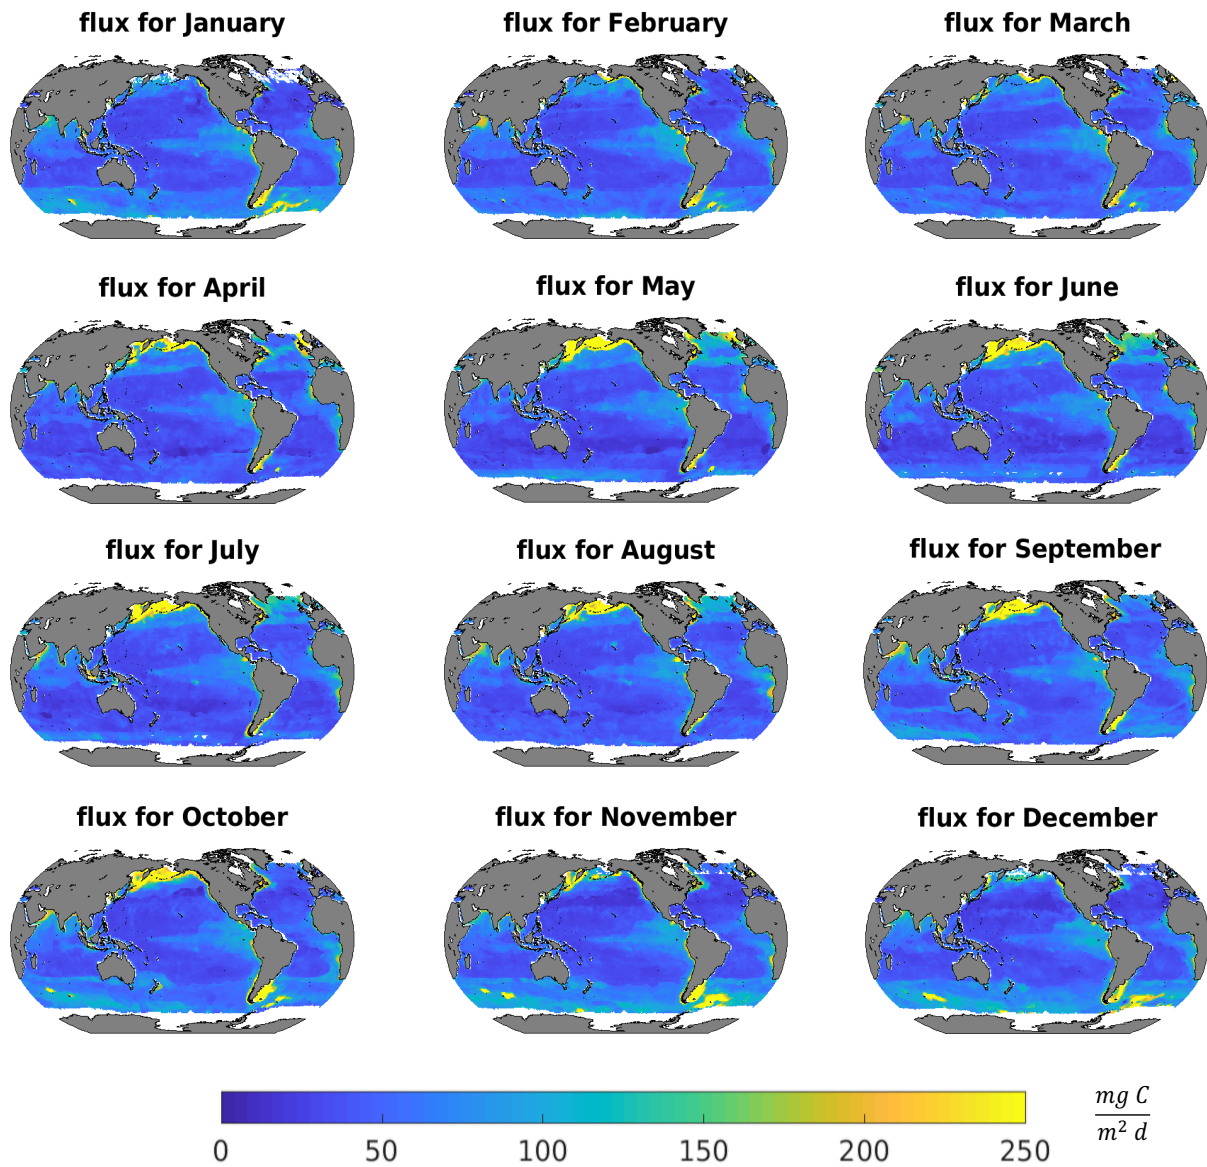 flux for January
flux for February
flux for March
flux for April
flux for May
flux for June
flux for July
flux for August
flux for September
flux for October
flux for November
flux for December
0 50 100 150 200 250
mg C
m² d